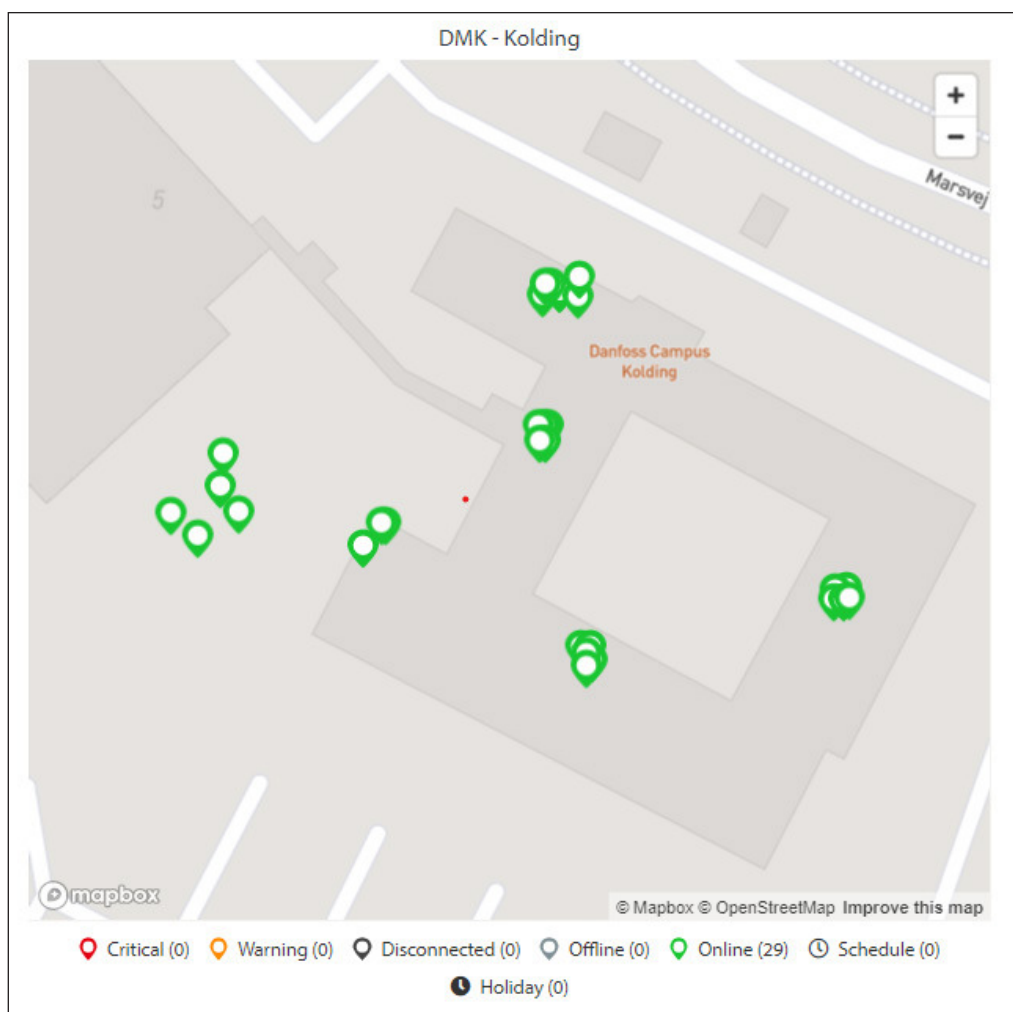 DMK - Kolding
+
−
Marsvej
5
Danfoss Campus
Kolding
mapbox
© Mapbox © OpenStreetMap Improve this map
Critical (0) Warning (0) Disconnected (0) Offline (0) Online (29) Schedule (0)
Holiday (0)